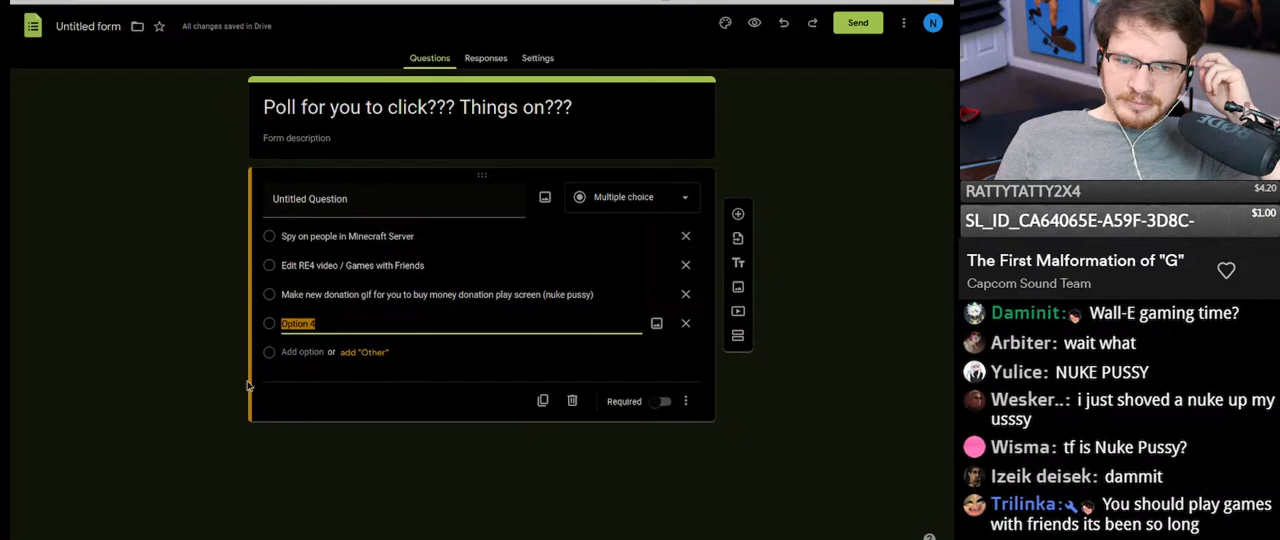 Untitled form
All changes saved in Drive
Send
N
Questions
Responses
Settings
Poll for you to click??? Things on???
Form description
Untitled Question
Multiple choice
Spy on people in Minecraft Server
Edit RE4 video / Games with Friends
Make new donation gif for you to buy money donation play screen (nuke pussy)
Option 4
Add option or add "Other"
Required
RODE
RATTYTATTY2X4 $4.20
SL_ID_CA64065E-A59F-3D8C- $1.00
The First Malformation of "G"
Capcom Sound Team
Daminit: Wall-E gaming time?
Arbiter: wait what
Yulice: NUKE PUSSY
Wesker..: i just shoved a nuke up my
usssy
Wisma: tf is Nuke Pussy?
Izeik deisek: dammit
Trilinka: You should play games
with friends its been so long